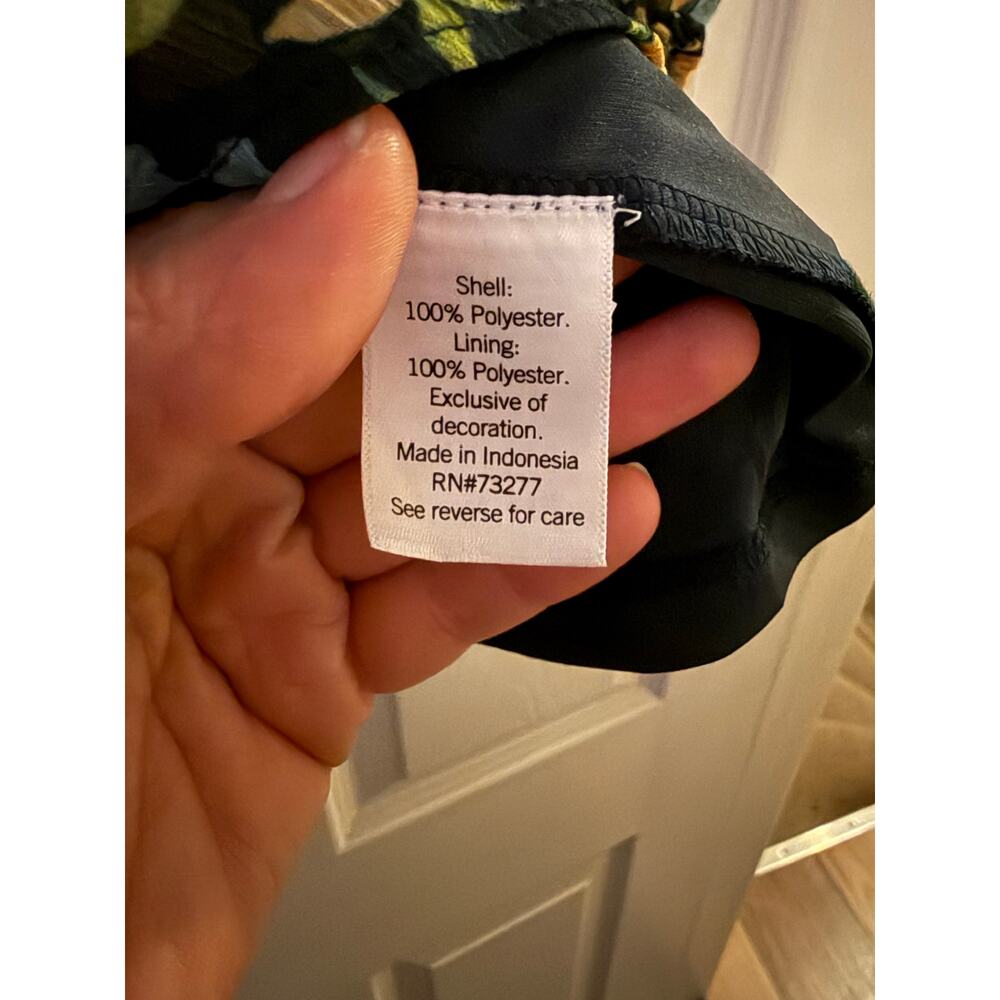 Shell:
100% Polyester.
Lining:
100% Polyester.
Exclusive of
decoration.
Made in Indonesia
RN#73277
See reverse for care